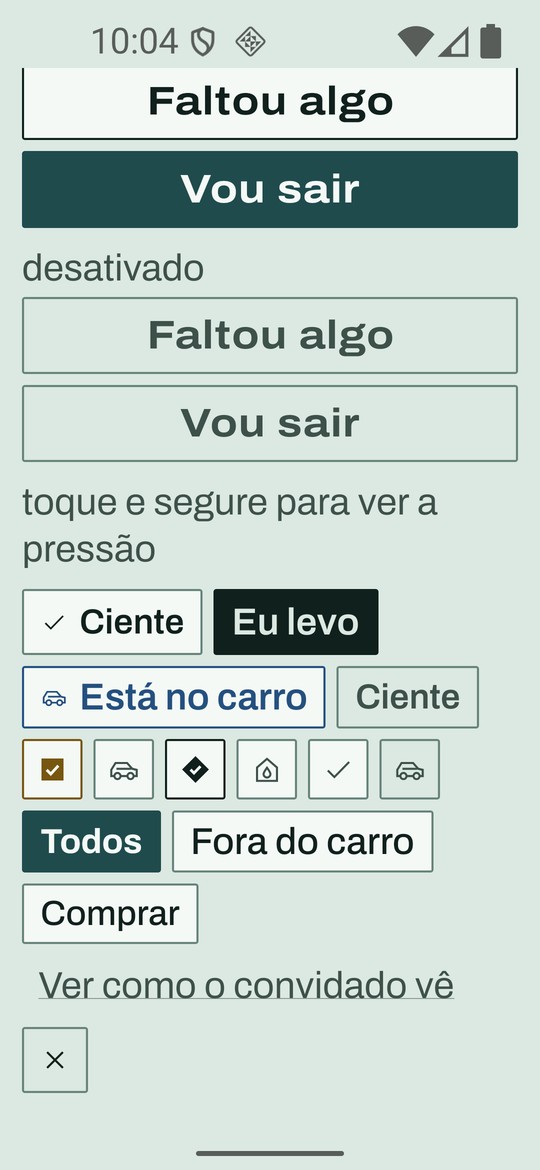 10:04
Faltou algo
Vou sair
desativado
Faltou algo
Vou sair
toque e segure para ver a
pressão
Ciente
Eu levo
Está no carro
Ciente
Todos
Fora do carro
Comprar
Ver como o convidado vê